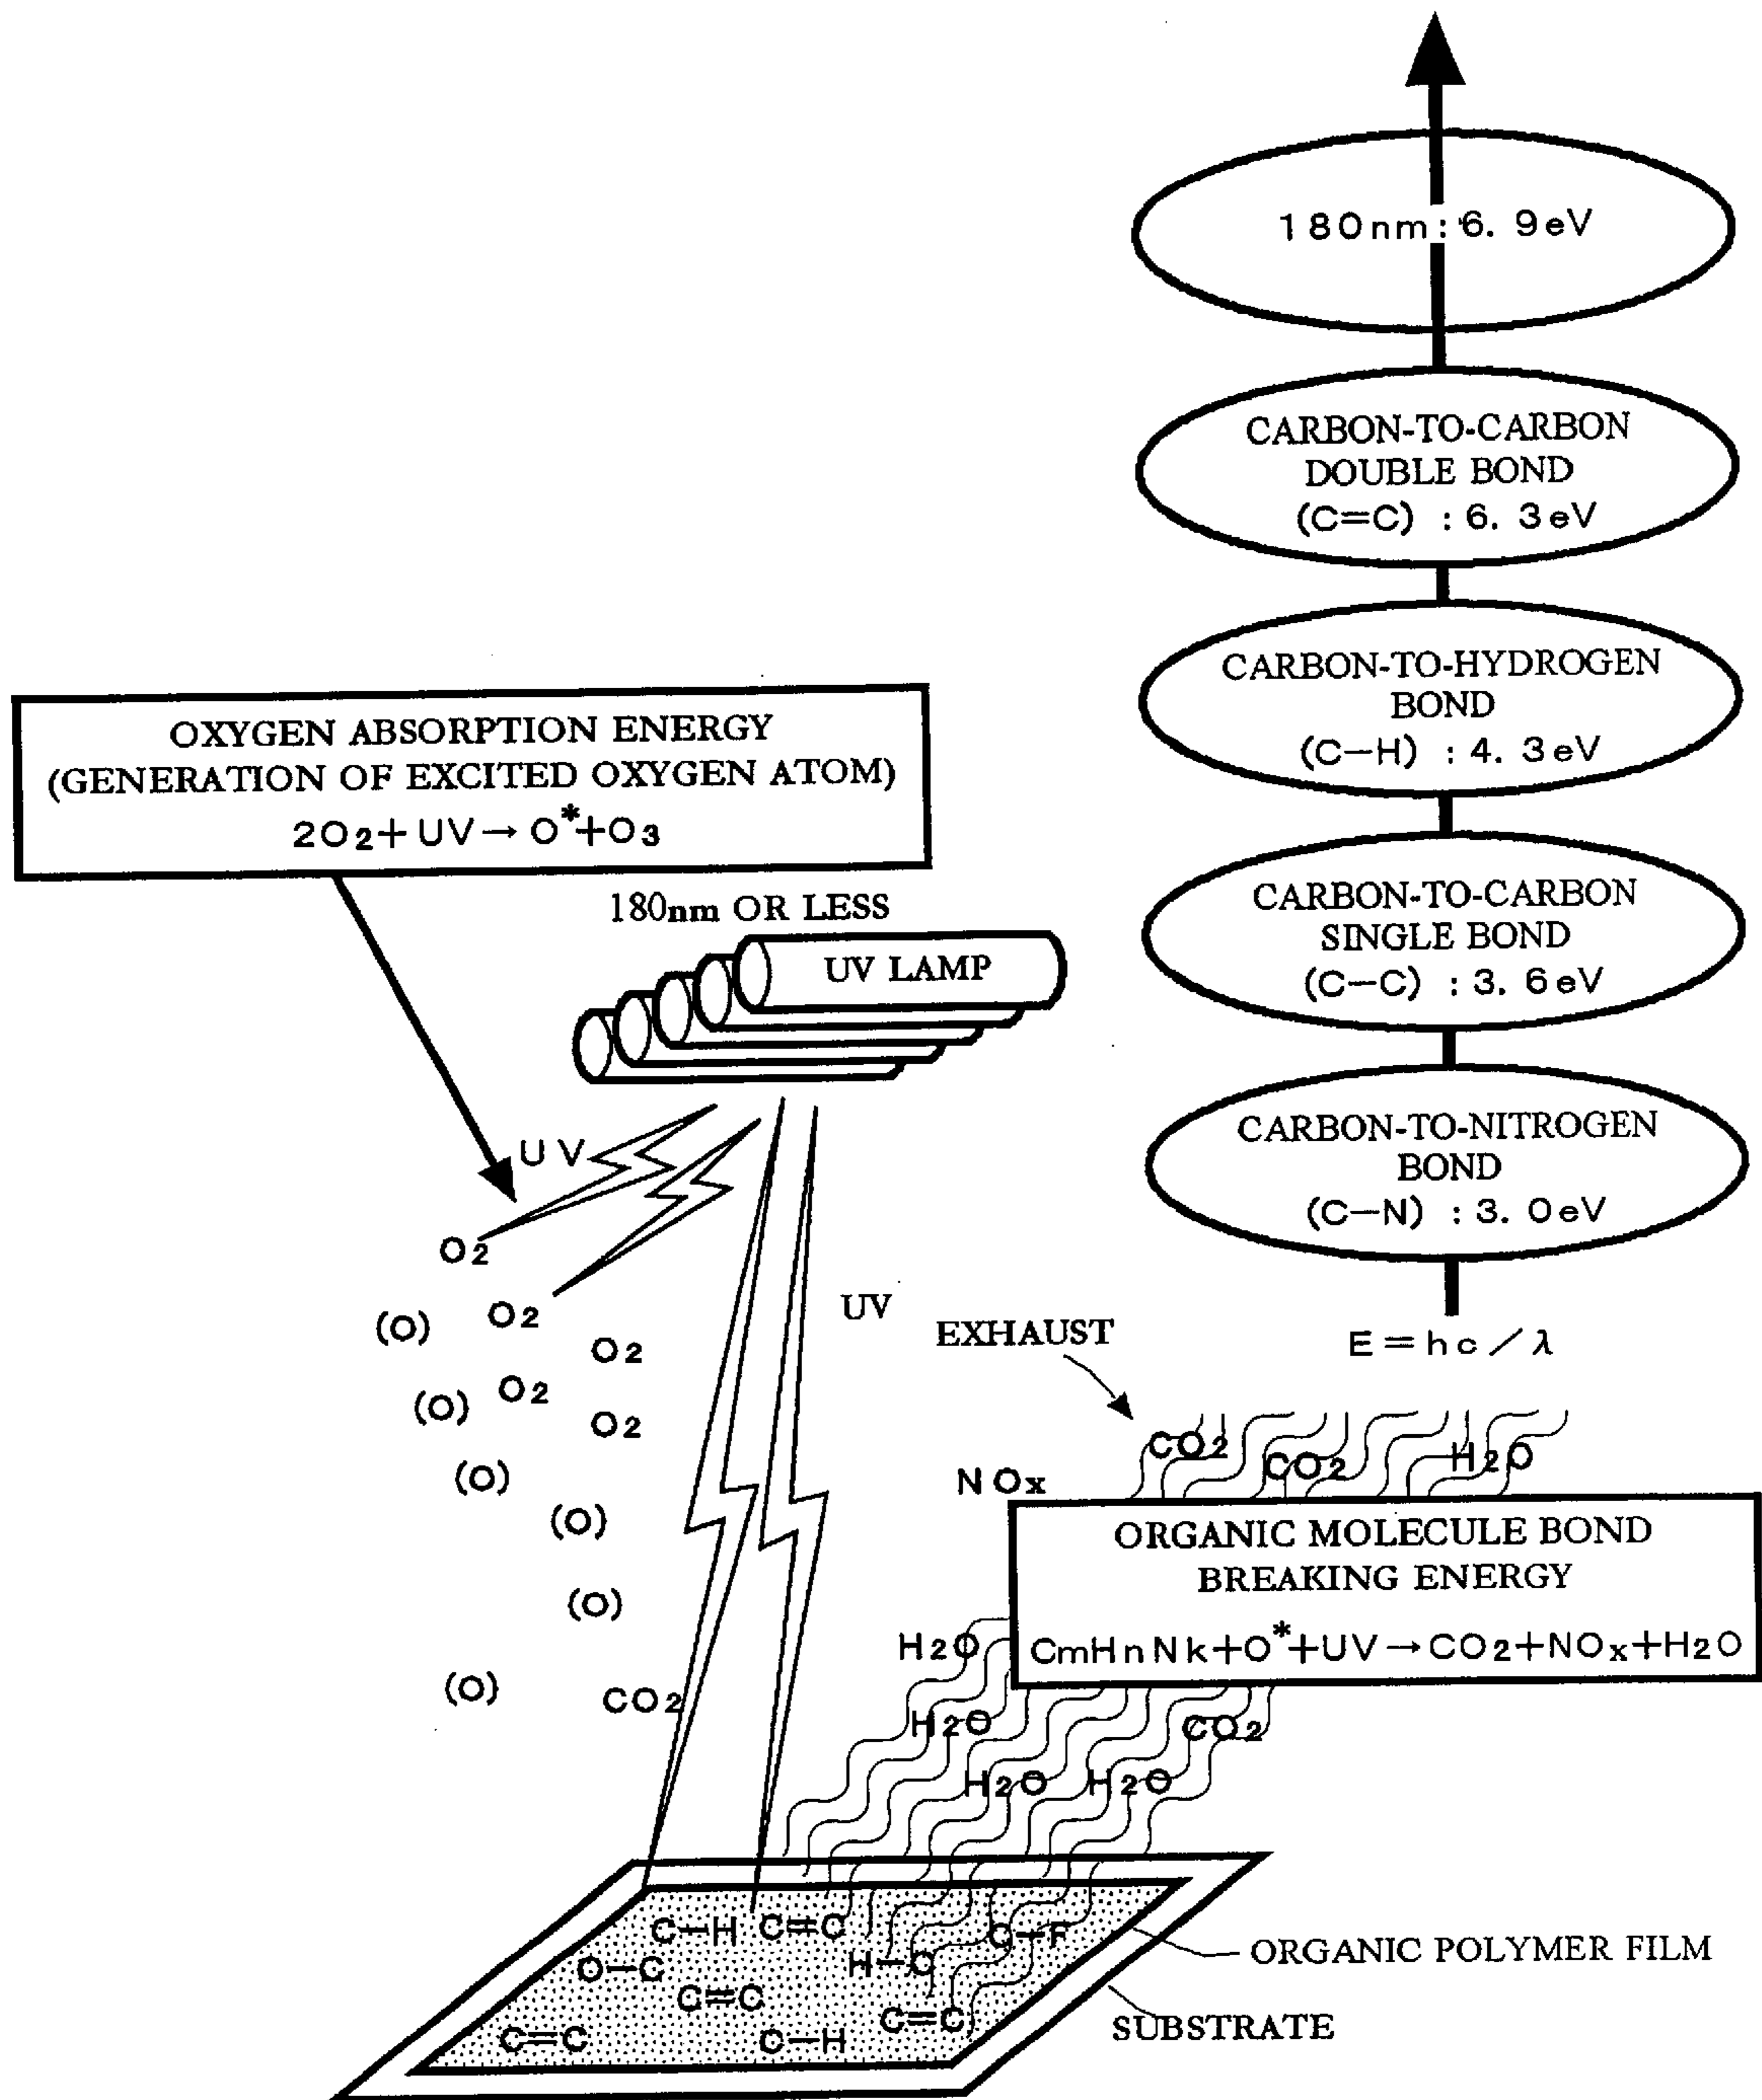 180nm:6.9eV
CARBON-TO-CARBON
DOUBLE BOND
(C=C) :6.3eV
CARBON-TO-HYDROGEN
BOND
(C-H) :4.3eV
CARBON-TO-CARBON
SINGLE BOND
(C-C) :3.6eV
CARBON-TO-NITROGEN
BOND
(C-N) :3.0eV
E=hc/λ
OXYGEN ABSORPTION ENERGY
(GENERATION OF EXCITED OXYGEN ATOM)
2O2+UV→O*+O3
180nm OR LESS
UV LAMP
UV
O2
(O) O2
O2
(O) O2
O2
(O)
(O)
(O)
(O) CO2
UV
EXHAUST
CO2 CO2 H2O
NOx
ORGANIC MOLECULE BOND
BREAKING ENERGY
CmHnNk+O*+UV→CO2+NOx+H2O
H2O
H2O CO2
H2O H2O
C-H C=C C-F
O-C H-C
C=C
C=C C-H C=C
ORGANIC POLYMER FILM
SUBSTRATE